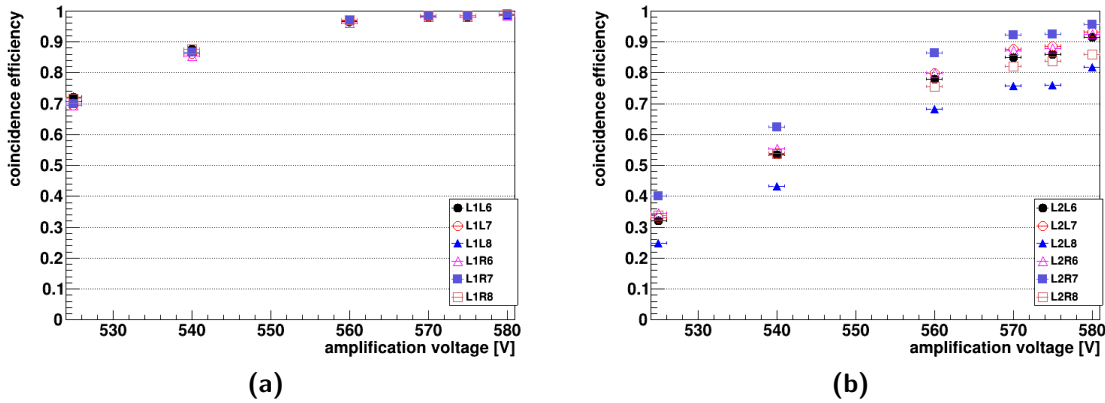 coincidence efficiency
1
0.9
0.8
0.7
0.6
0.5
0.4
0.3
0.2
0.1
0
L1L6
L1L7
L1L8
L1R6
L1R7
L1R8
530 540 550 560 570 580
amplification voltage [V]
(a)
coincidence efficiency
1
0.9
0.8
0.7
0.6
0.5
0.4
0.3
0.2
0.1
0
L2L6
L2L7
L2L8
L2R6
L2R7
L2R8
530 540 550 560 570 580
amplification voltage [V]
(b)